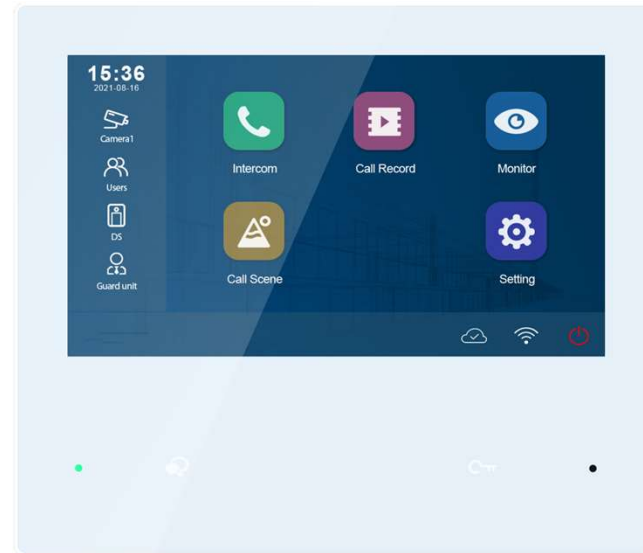 15:36
2021-08-16
Camera1
Users
DS
Guard unit
Intercom
Call Record
Monitor
Call Scene
Setting